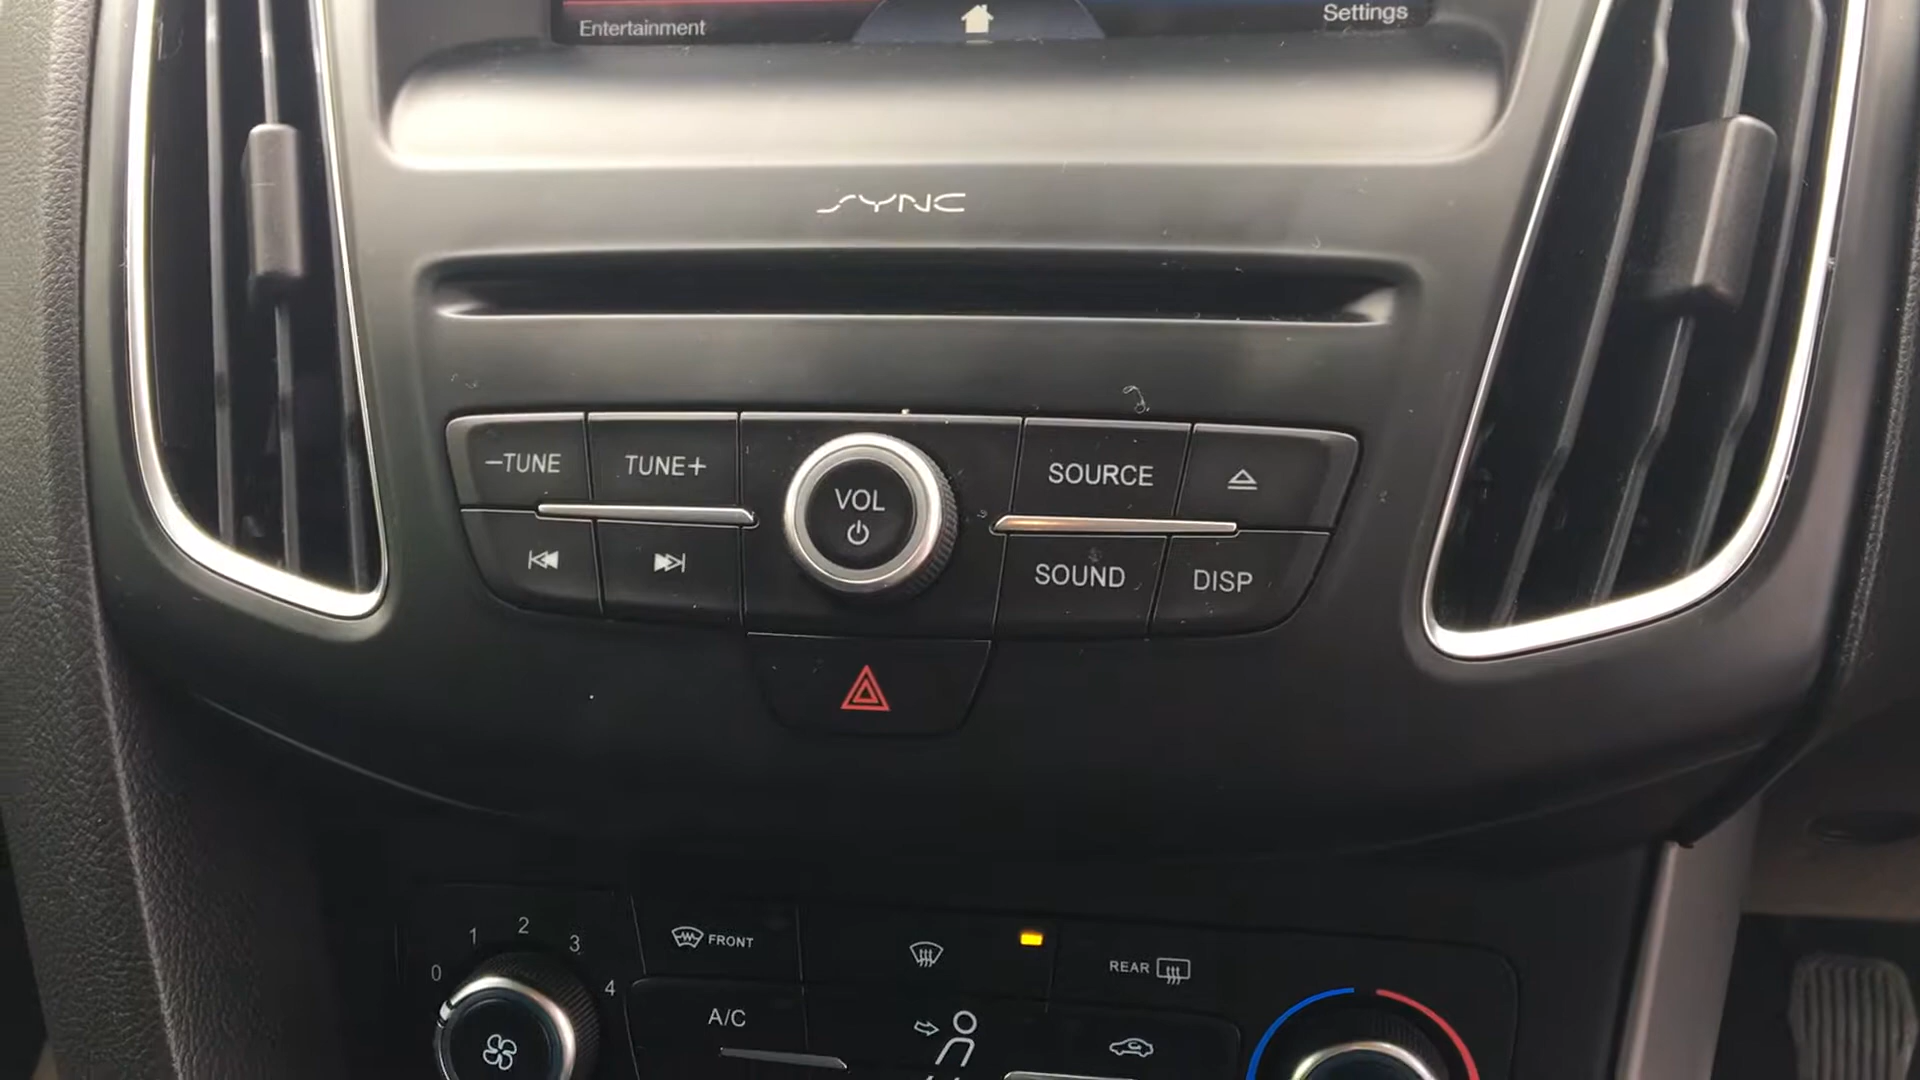 Entertainment
Settings
SYNC
–TUNE
TUNE+
VOL
SOURCE
SOUND
DISP
0
1
2
3
4
FRONT
REAR
A/C